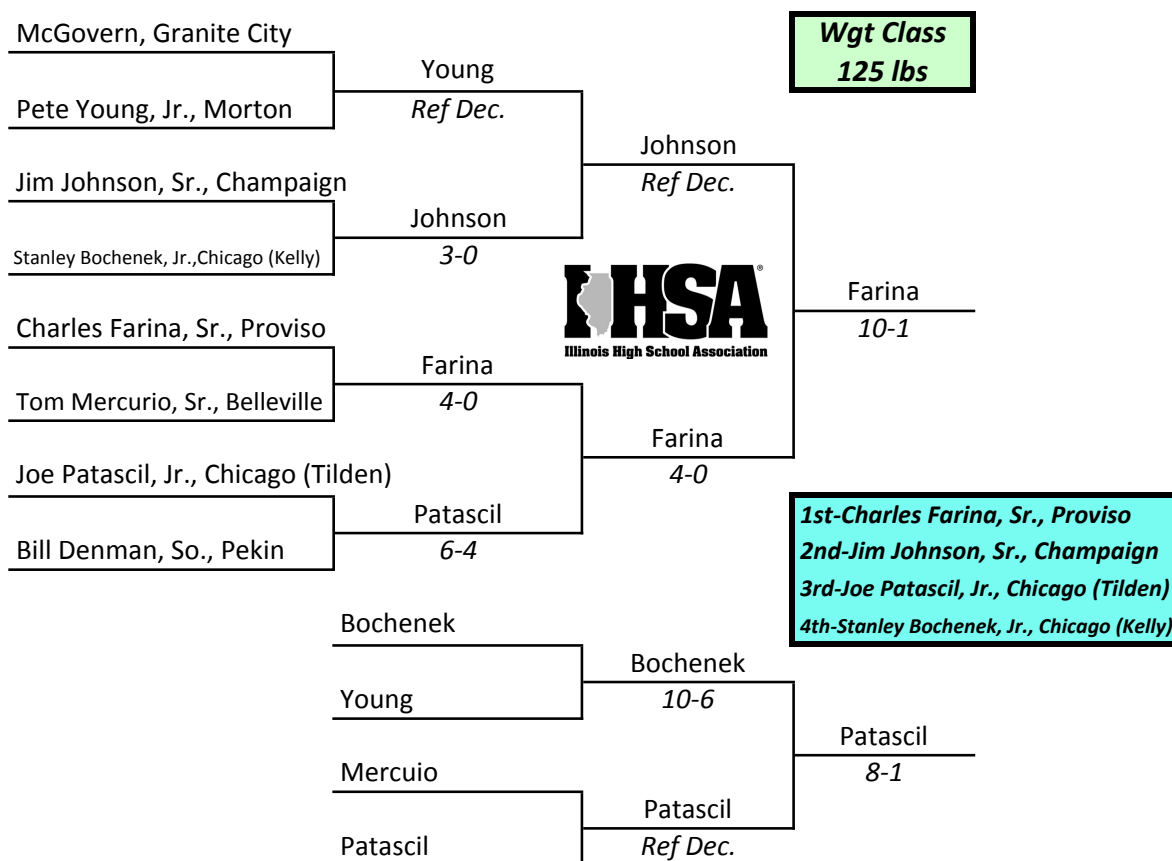 McGovern, Granite City
Wgt Class
125 lbs
Young
Pete Young, Jr., Morton
Ref Dec.
Johnson
Jim Johnson, Sr., Champaign
Ref Dec.
Johnson
Stanley Bochenek, Jr.,Chicago (Kelly)
3-0
IHSA®
Illinois High School Association
Farina
Charles Farina, Sr., Proviso
10-1
Farina
Tom Mercurio, Sr., Belleville
4-0
Farina
Joe Patascil, Jr., Chicago (Tilden)
4-0
Patascil
Bill Denman, So., Pekin
6-4
1st-Charles Farina, Sr., Proviso
2nd-Jim Johnson, Sr., Champaign
3rd-Joe Patascil, Jr., Chicago (Tilden)
4th-Stanley Bochenek, Jr., Chicago (Kelly)
Bochenek
Bochenek
Young
10-6
Patascil
Mercuio
8-1
Patascil
Patascil
Ref Dec.